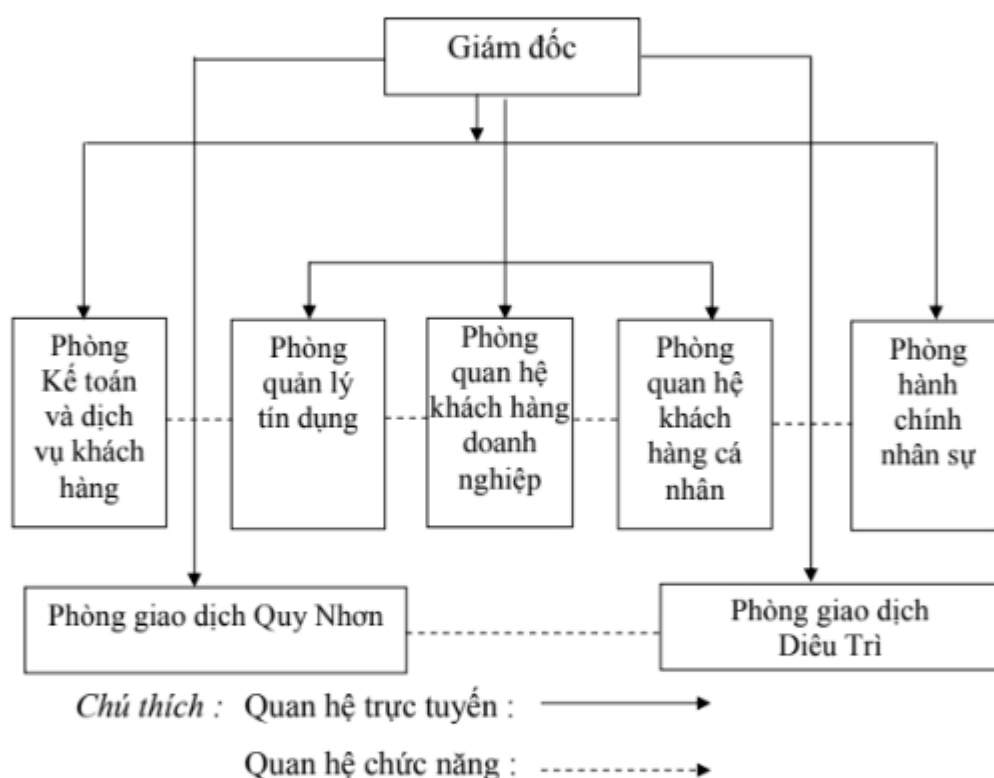 Giám đốc
Phòng
Kế toán
và dịch
vụ khách
hàng
Phòng
quản lý
tín dụng
Phòng
quan hệ
khách hàng
doanh
nghiệp
Phòng
quan hệ
khách
hàng cá
nhân
Phòng
hành
chính
nhân sự
Phòng giao dịch Quy Nhơn
Phòng giao dịch
Diêu Trì
Chú thích : Quan hệ trực tuyến :
Quan hệ chức năng :